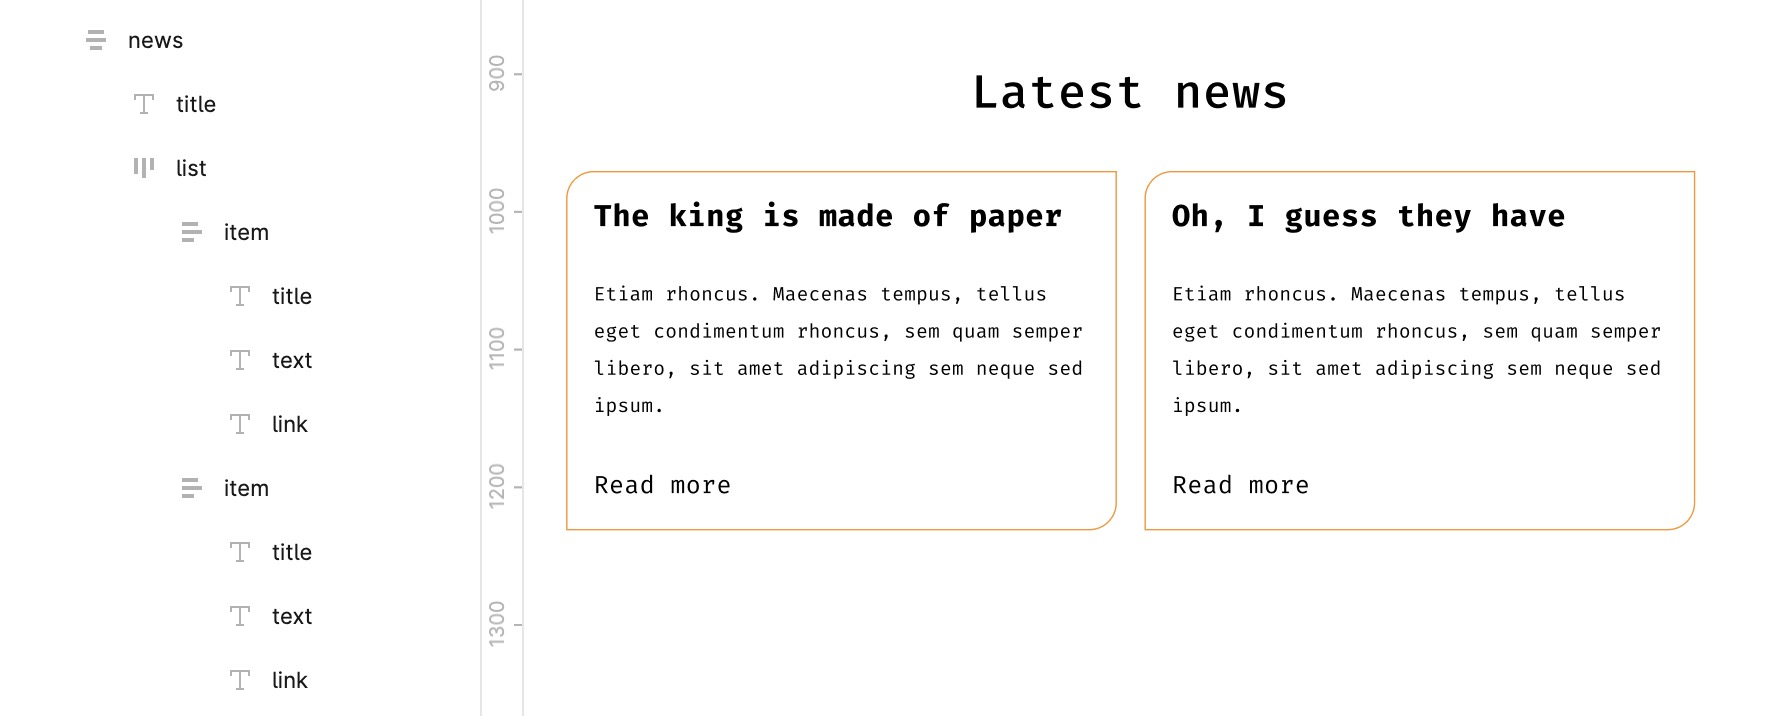 news
title
list
item
title
text
link
item
title
text
link
900
1000
1100
1200
1300
Latest news
The king is made of paper
Etiam rhoncus. Maecenas tempus, tellus
eget condimentum rhoncus, sem quam semper
libero, sit amet adipiscing sem neque sed
ipsum.
Read more
Oh, I guess they have
Etiam rhoncus. Maecenas tempus, tellus
eget condimentum rhoncus, sem quam semper
libero, sit amet adipiscing sem neque sed
ipsum.
Read more